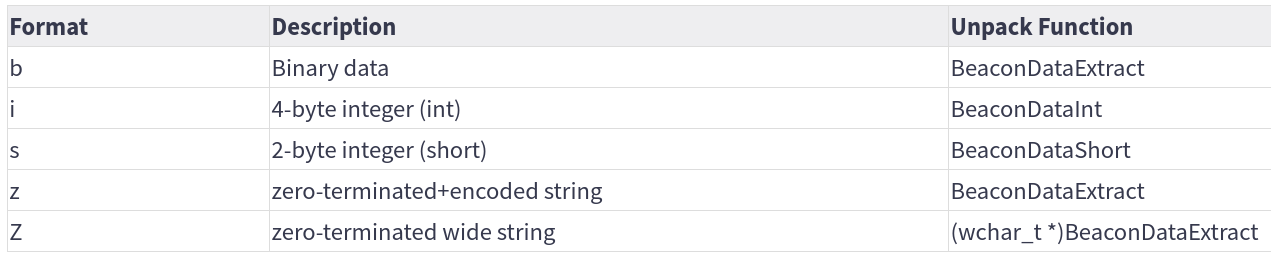 Format Description Unpack Function
b Binary data BeaconDataExtract
i 4-byte integer (int) BeaconDataInt
s 2-byte integer (short) BeaconDataShort
z zero-terminated+encoded string BeaconDataExtract
Z zero-terminated wide string (wchar_t *)BeaconDataExtract